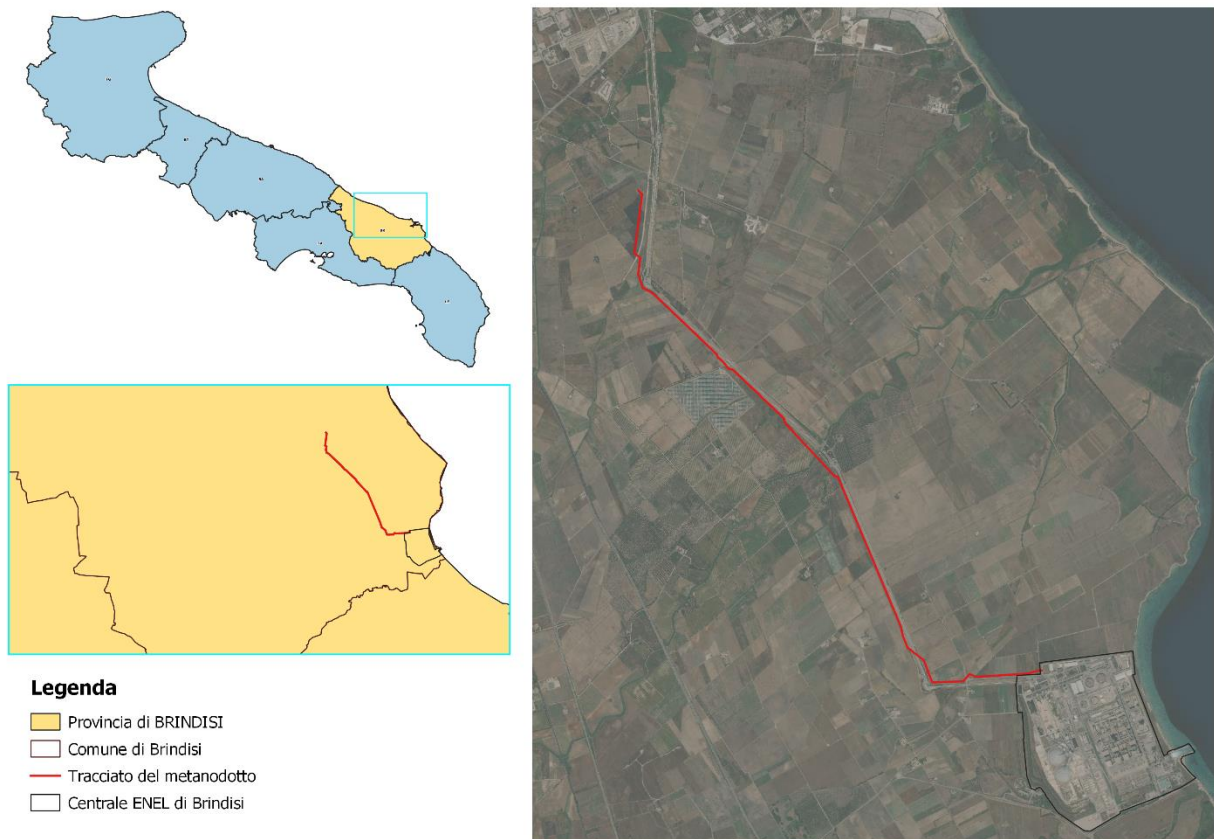 Legenda
Provincia di BRINDISI
Comune di Brindisi
Tracciato del metanodotto
Centrale ENEL di Brindisi